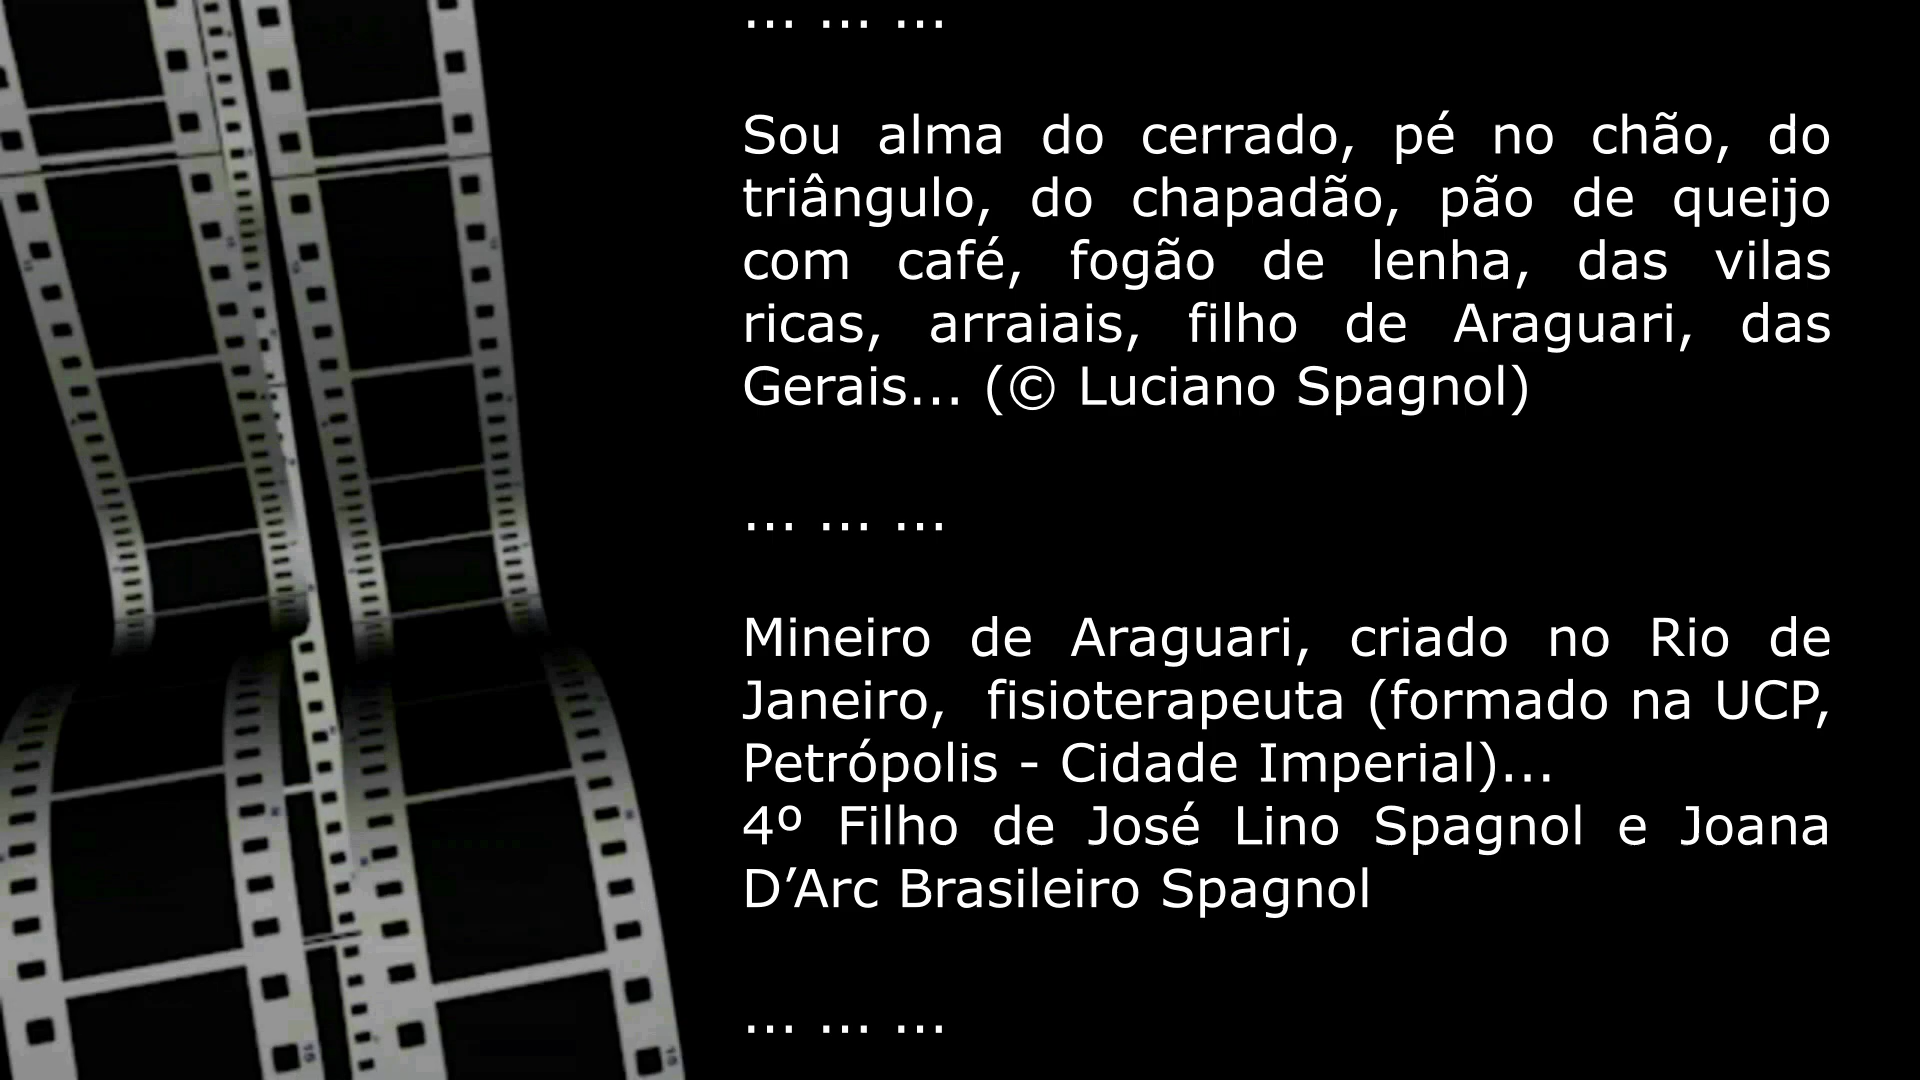 ... ... ...
Sou alma do cerrado, pé no chão, do
triângulo, do chapadão, pão de queijo
com café, fogão de lenha, das vilas
ricas, arraiais, filho de Araguari, das
Gerais... (© Luciano Spagnol)
... ... ...
Mineiro de Araguari, criado no Rio de
Janeiro, fisioterapeuta (formado na UCP,
Petrópolis - Cidade Imperial)...
4º Filho de José Lino Spagnol e Joana
D’Arc Brasileiro Spagnol
... ... ...